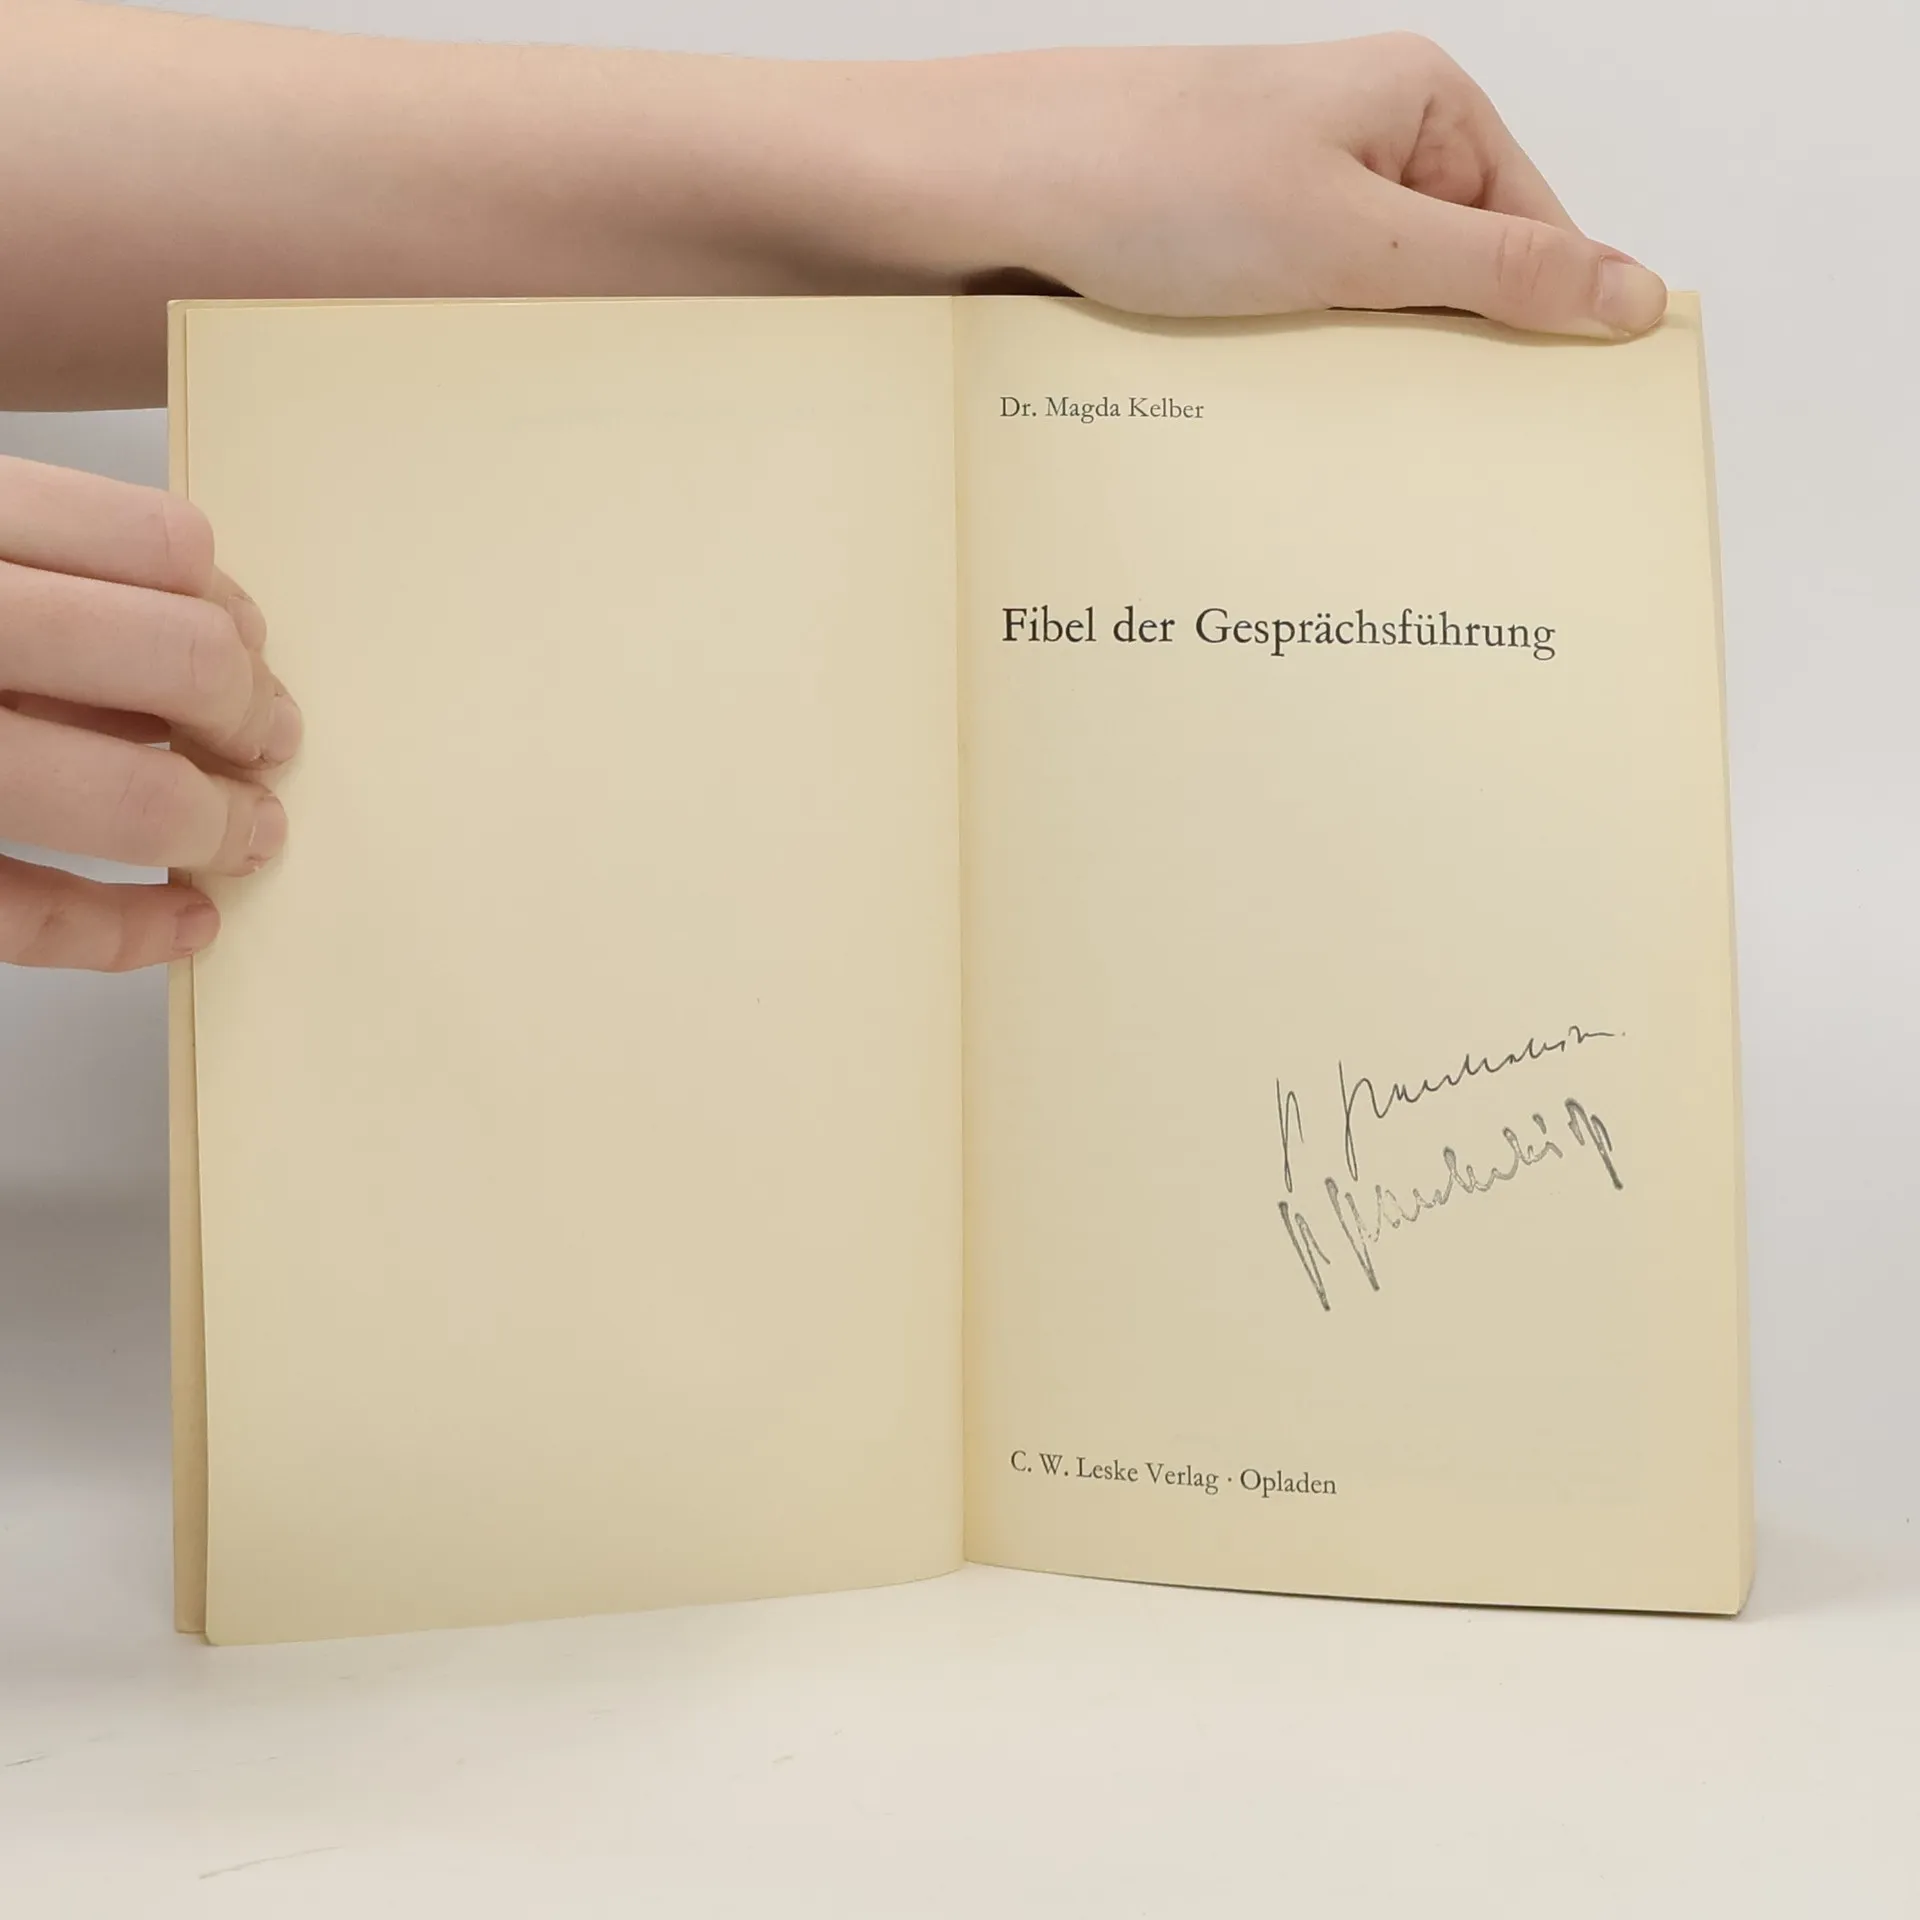 Dr. Magda Kelber
Fibel der Gesprächsführung
C. W. Leske Verlag · Opladen